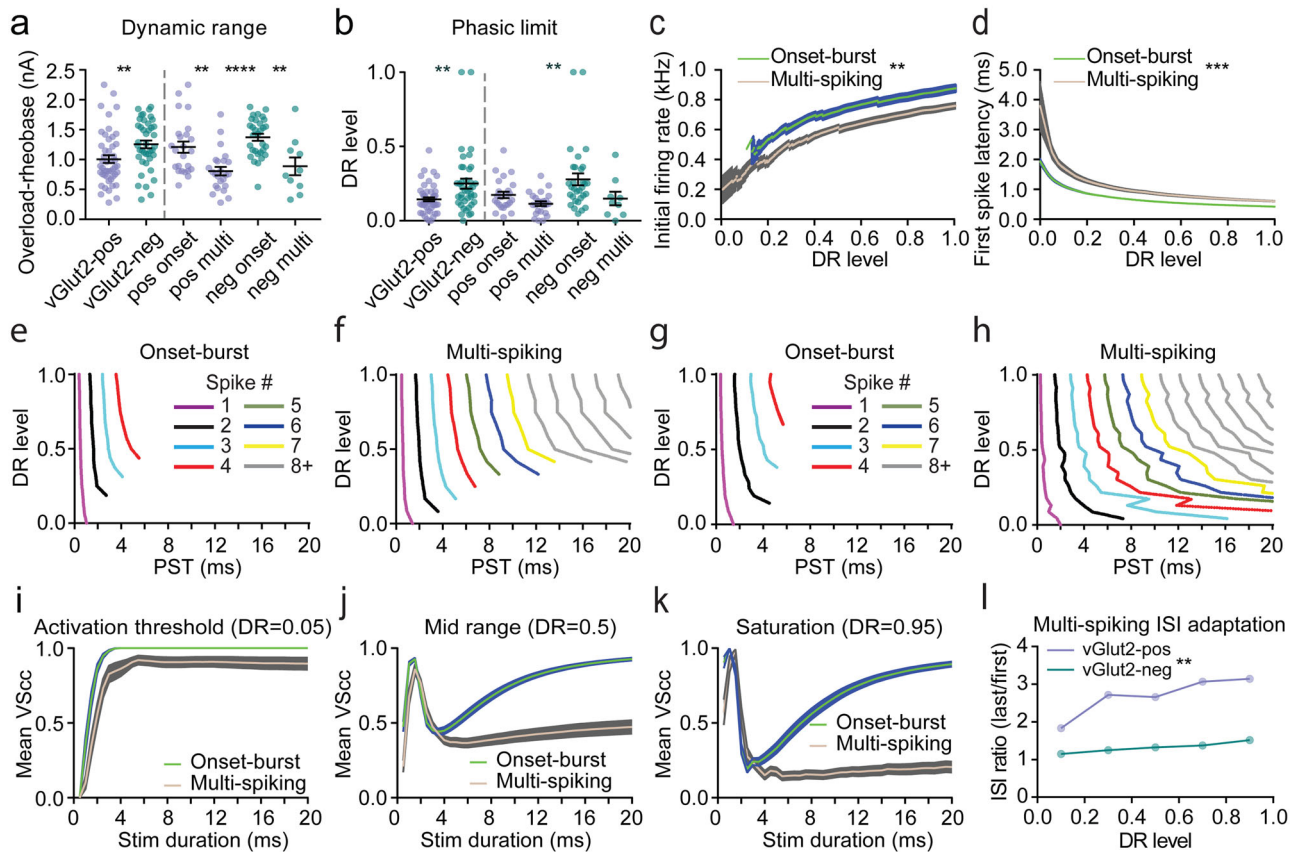 a
Dynamic range
Overload-rheobase (nA)
2.5
2.0
1.5
1.0
0.5
0.0
** ** **** **
vGlut2-pos
vGlut2-neg
pos onset
pos multi
neg onset
neg multi
b
Phasic limit
DR level
1.0
0.5
0.0
** **
vGlut2-pos
vGlut2-neg
pos onset
pos multi
neg onset
neg multi
c
Onset-burst
Multi-spiking
**
Initial firing rate (kHz)
1.0
0.8
0.6
0.4
0.2
0.0
0.0 0.2 0.4 0.6 0.8 1.0
DR level
d
Onset-burst
Multi-spiking
***
First spike latency (ms)
5
4
3
2
1
0
0.0 0.2 0.4 0.6 0.8 1.0
DR level
e
Onset-burst
Spike #
1 5
2 6
3 7
4 8+
DR level
1.0
0.5
0.0
0 4 8 12 16 20
PST (ms)
f
Multi-spiking
DR level
1.0
0.5
0.0
0 4 8 12 16 20
PST (ms)
g
Onset-burst
Spike #
1 5
2 6
3 7
4 8+
DR level
1.0
0.5
0.0
0 4 8 12 16 20
PST (ms)
h
Multi-spiking
DR level
1.0
0.5
0.0
0 4 8 12 16 20
PST (ms)
i
Activation threshold (DR=0.05)
Mean VScc
1.0
0.5
0.0
Onset-burst
Multi-spiking
0 4 8 12 16 20
Stim duration (ms)
j
Mid range (DR=0.5)
Mean VScc
1.0
0.5
0.0
Onset-burst
Multi-spiking
0 4 8 12 16 20
Stim duration (ms)
k
Saturation (DR=0.95)
Mean VScc
1.0
0.5
0.0
Onset-burst
Multi-spiking
0 4 8 12 16 20
Stim duration (ms)
l
Multi-spiking ISI adaptation
vGlut2-pos
vGlut2-neg **
ISI ratio (last/first)
4
3
2
1
0
0.0 0.2 0.4 0.6 0.8 1.0
DR level